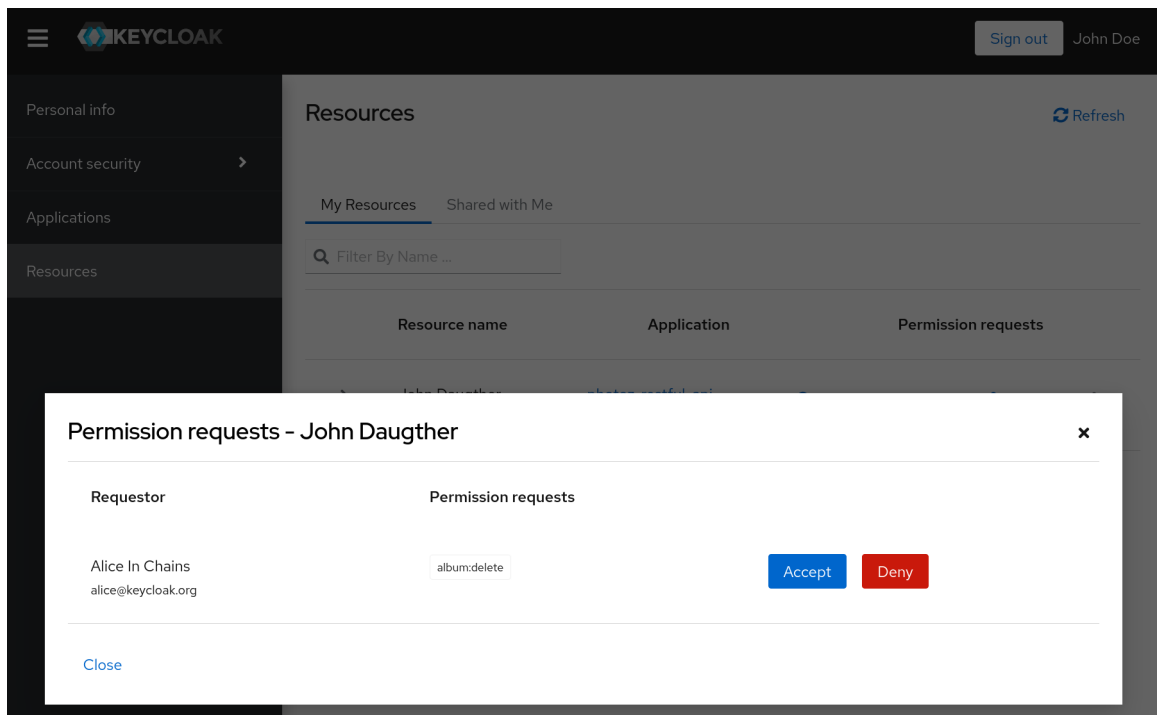 KEYCLOAK
Sign out
John Doe
Personal info
Account security
Applications
Resources
Resources
Refresh
My Resources
Shared with Me
Filter By Name ...
Resource name
Application
Permission requests
Permission requests - John Daugther
Requestor
Permission requests
Alice In Chains
alice@keycloak.org
album:delete
Accept
Deny
Close